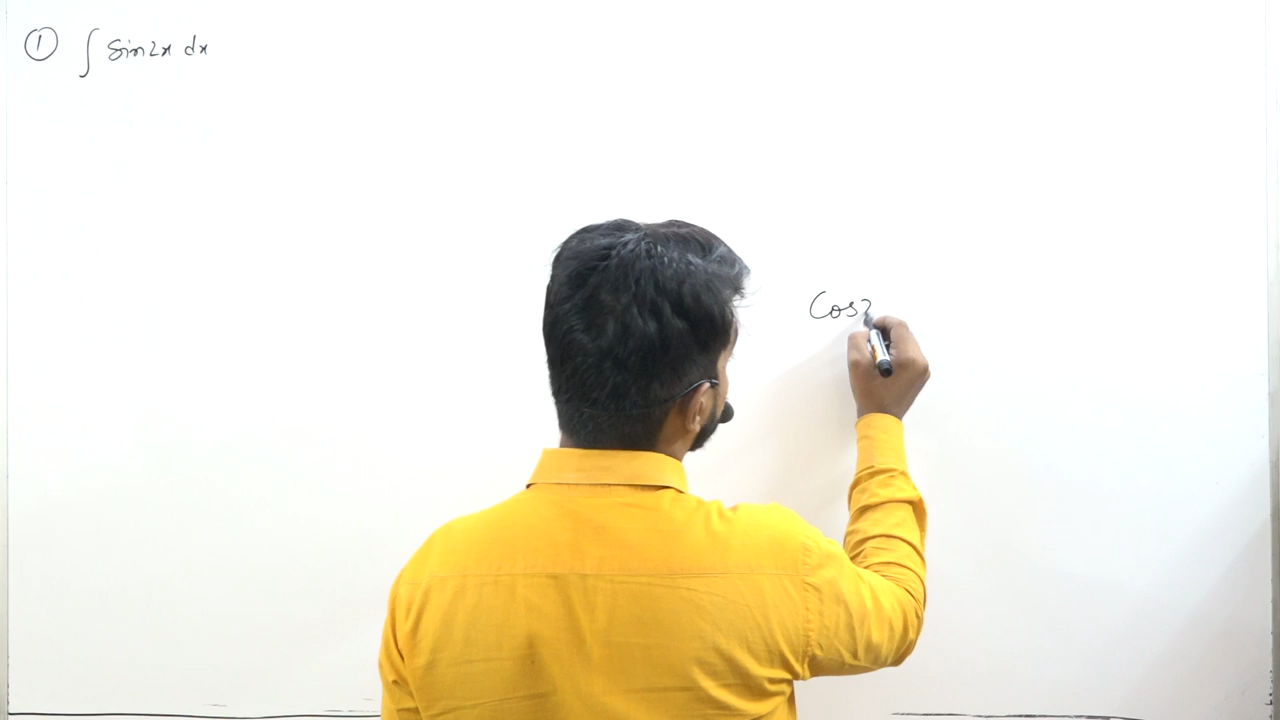 ① ∫ Sin2x dx
Cos2